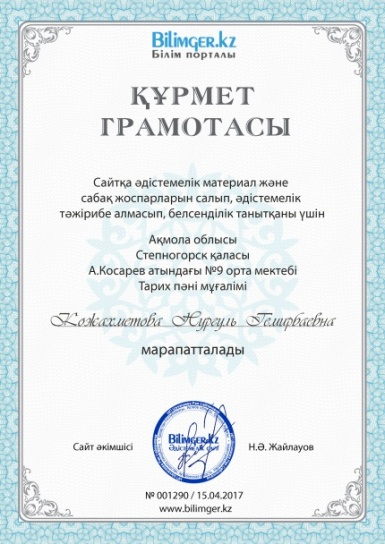 Bilimger.kz
Білім порталы
ҚҰРМЕТ
ГРАМОТАСЫ
Сайтқа әдістемелік материал және
сабақ жоспарларын салып, әдістемелік
тәжірибе алмасып, белсенділік танытқаны үшін
Ақмола облысы
Степногорск қаласы
А.Косарев атындағы №9 орта мектебі
Тарих пәні мұғалімі
Кожахметова Нуреуль Темирбаевна
марапатталады
Сайт әкімшісі
Bilimger.kz
Н.Ә. Жайлауов
№ 001290 / 15.04.2017
www.bilimger.kz